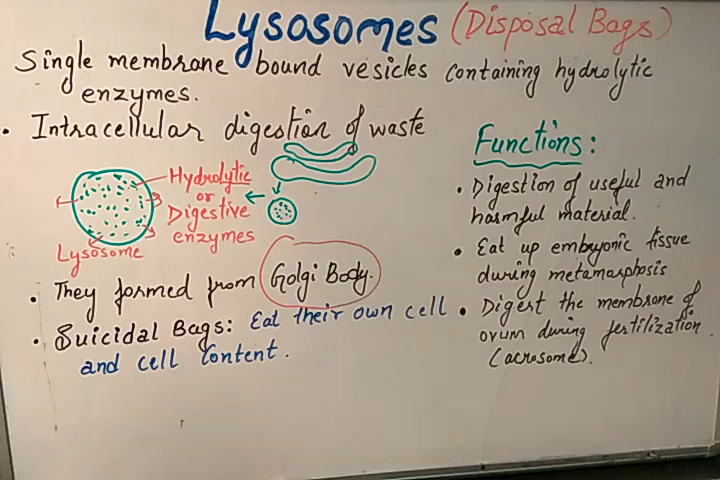 Lysosomes (Disposal Bags)
Single membrane bound vesicles containing hydrolytic
enzymes.
• Intracellular digestion of waste
Hydrolytic
or
Digestive
enzymes
Lysosome
• They formed from Golgi Body.
• Suicidal Bags: Eat their own cell
and cell content.
Functions:
• Digestion of useful and
harmful material.
• Eat up embryonic tissue
during metamorphosis
• Digest the membrane of
ovum during fertilization
(acrosome).